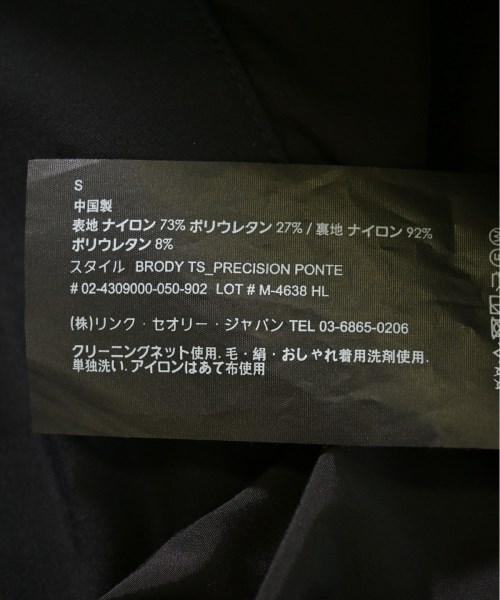 S
中国製
表地 ナイロン 73% ポリウレタン 27% / 裏地 ナイロン 92%
ポリウレタン 8%
スタイル BRODY TS_PRECISION PONTE
# 02-4309000-050-902 LOT # M-4638 HL
(株)リンク・セオリー・ジャパン TEL 03-6865-0206
クリーニングネット使用. 毛・絹・おしゃれ着用洗剤使用.
単独洗い. アイロンはあて布使用